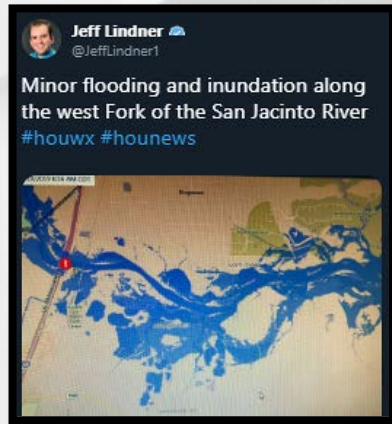 Jeff Lindner
@JeffLindner1
Minor flooding and inundation along
the west Fork of the San Jacinto River
#houwx #hounews